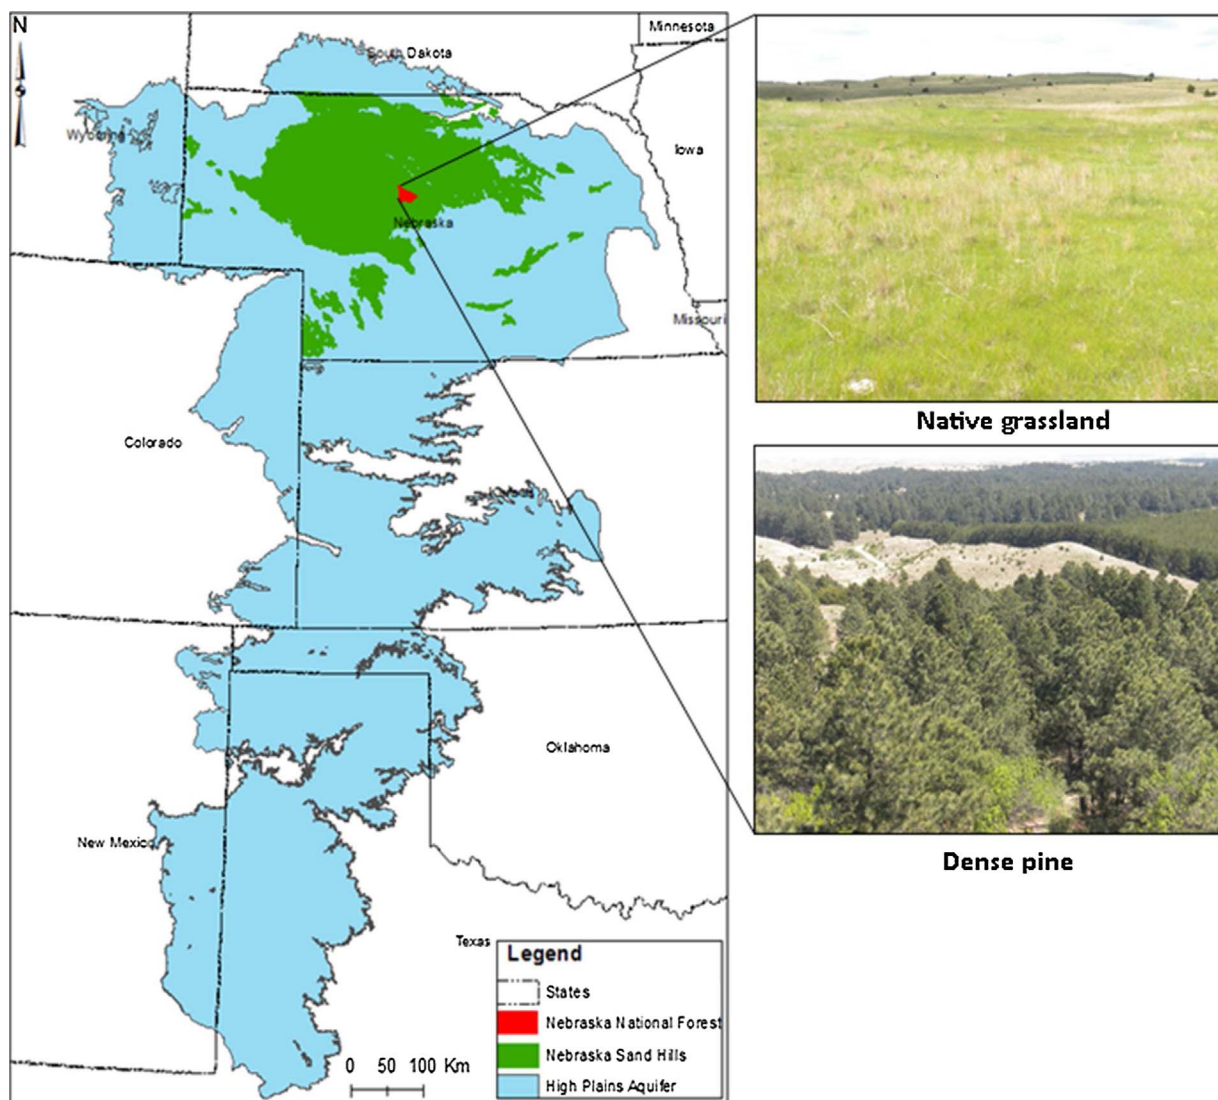 N
Minnesota
South Dakota
Wyoming
Iowa
Nebraska
Missouri
Native grassland
Colorado
Kansas
Oklahoma
New Mexico
Dense pine
Texas
Legend
States
Nebraska National Forest
Nebraska Sand Hills
High Plains Aquifer
0 50 100 Km